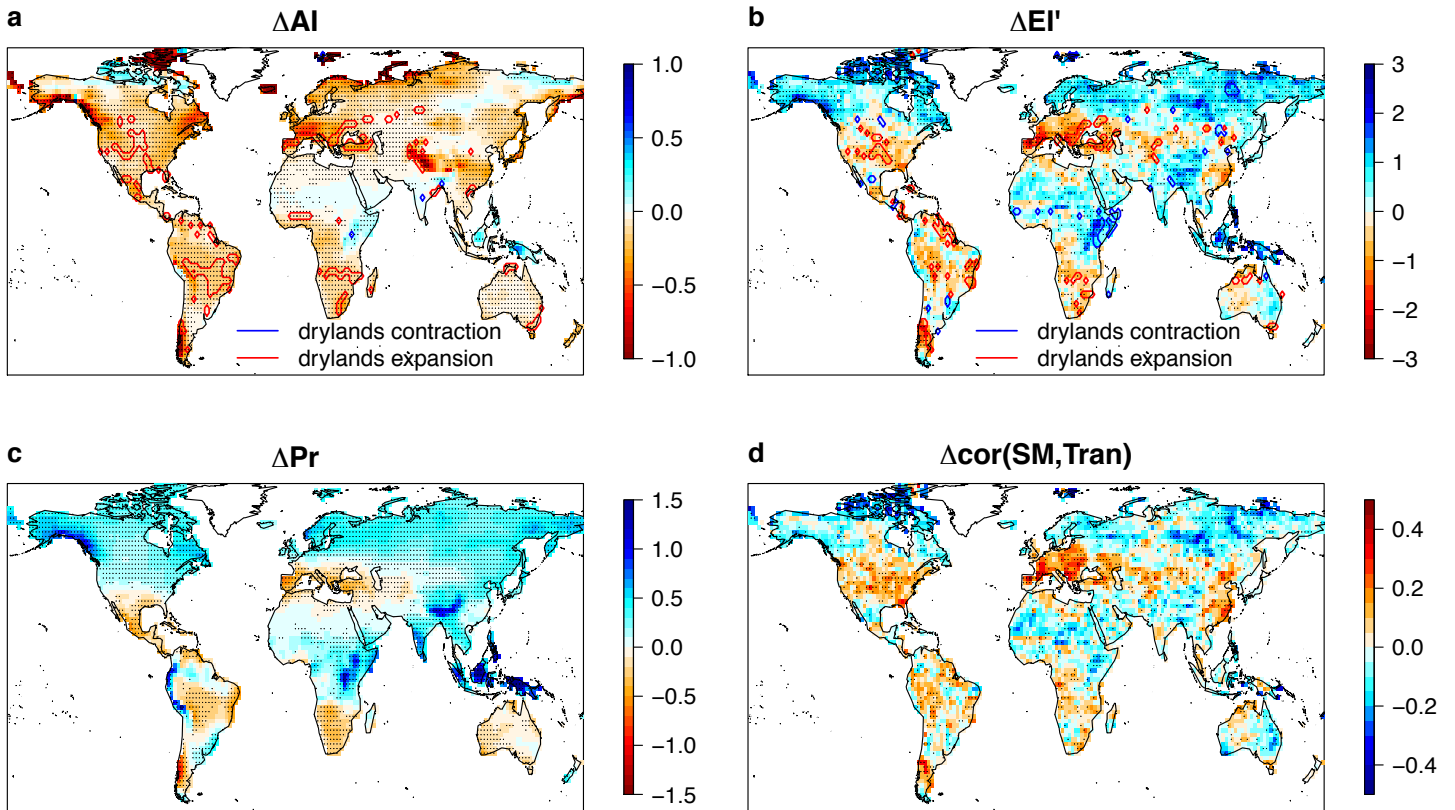 a
ΔAI
1.0
0.5
0.0
−0.5
−1.0
drylands contraction
drylands expansion
b
ΔEI'
3
2
1
0
−1
−2
−3
drylands contraction
drylands expansion
c
ΔPr
1.5
1.0
0.5
0.0
−0.5
−1.0
−1.5
d
Δcor(SM,Tran)
0.4
0.2
0.0
−0.2
−0.4